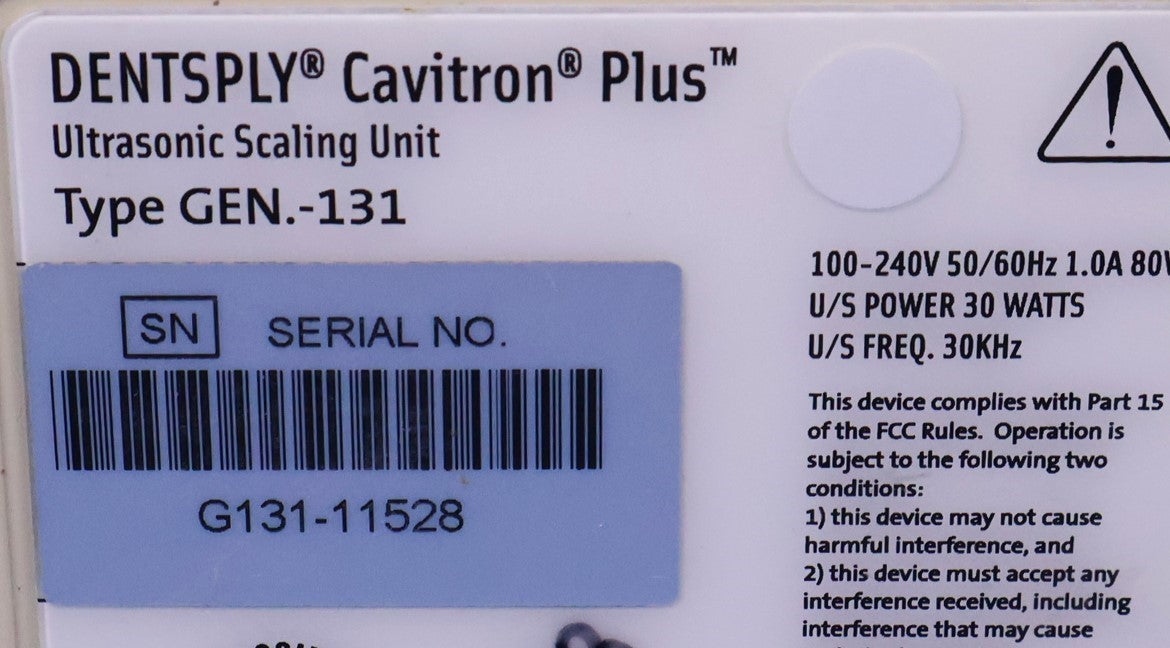 DENTSPLY® Cavitron® Plus™
Ultrasonic Scaling Unit
Type GEN.-131
SN SERIAL NO.
G131-11528
100-240V 50/60Hz 1.0A
U/S POWER 30 WATTS
U/S FREQ. 30KHz
This device complies with Part 15
of the FCC Rules. Operation is
subject to the following two
conditions:
1) this device may not cause
harmful interference, and
2) this device must accept any
interference received, including
interference that may cause